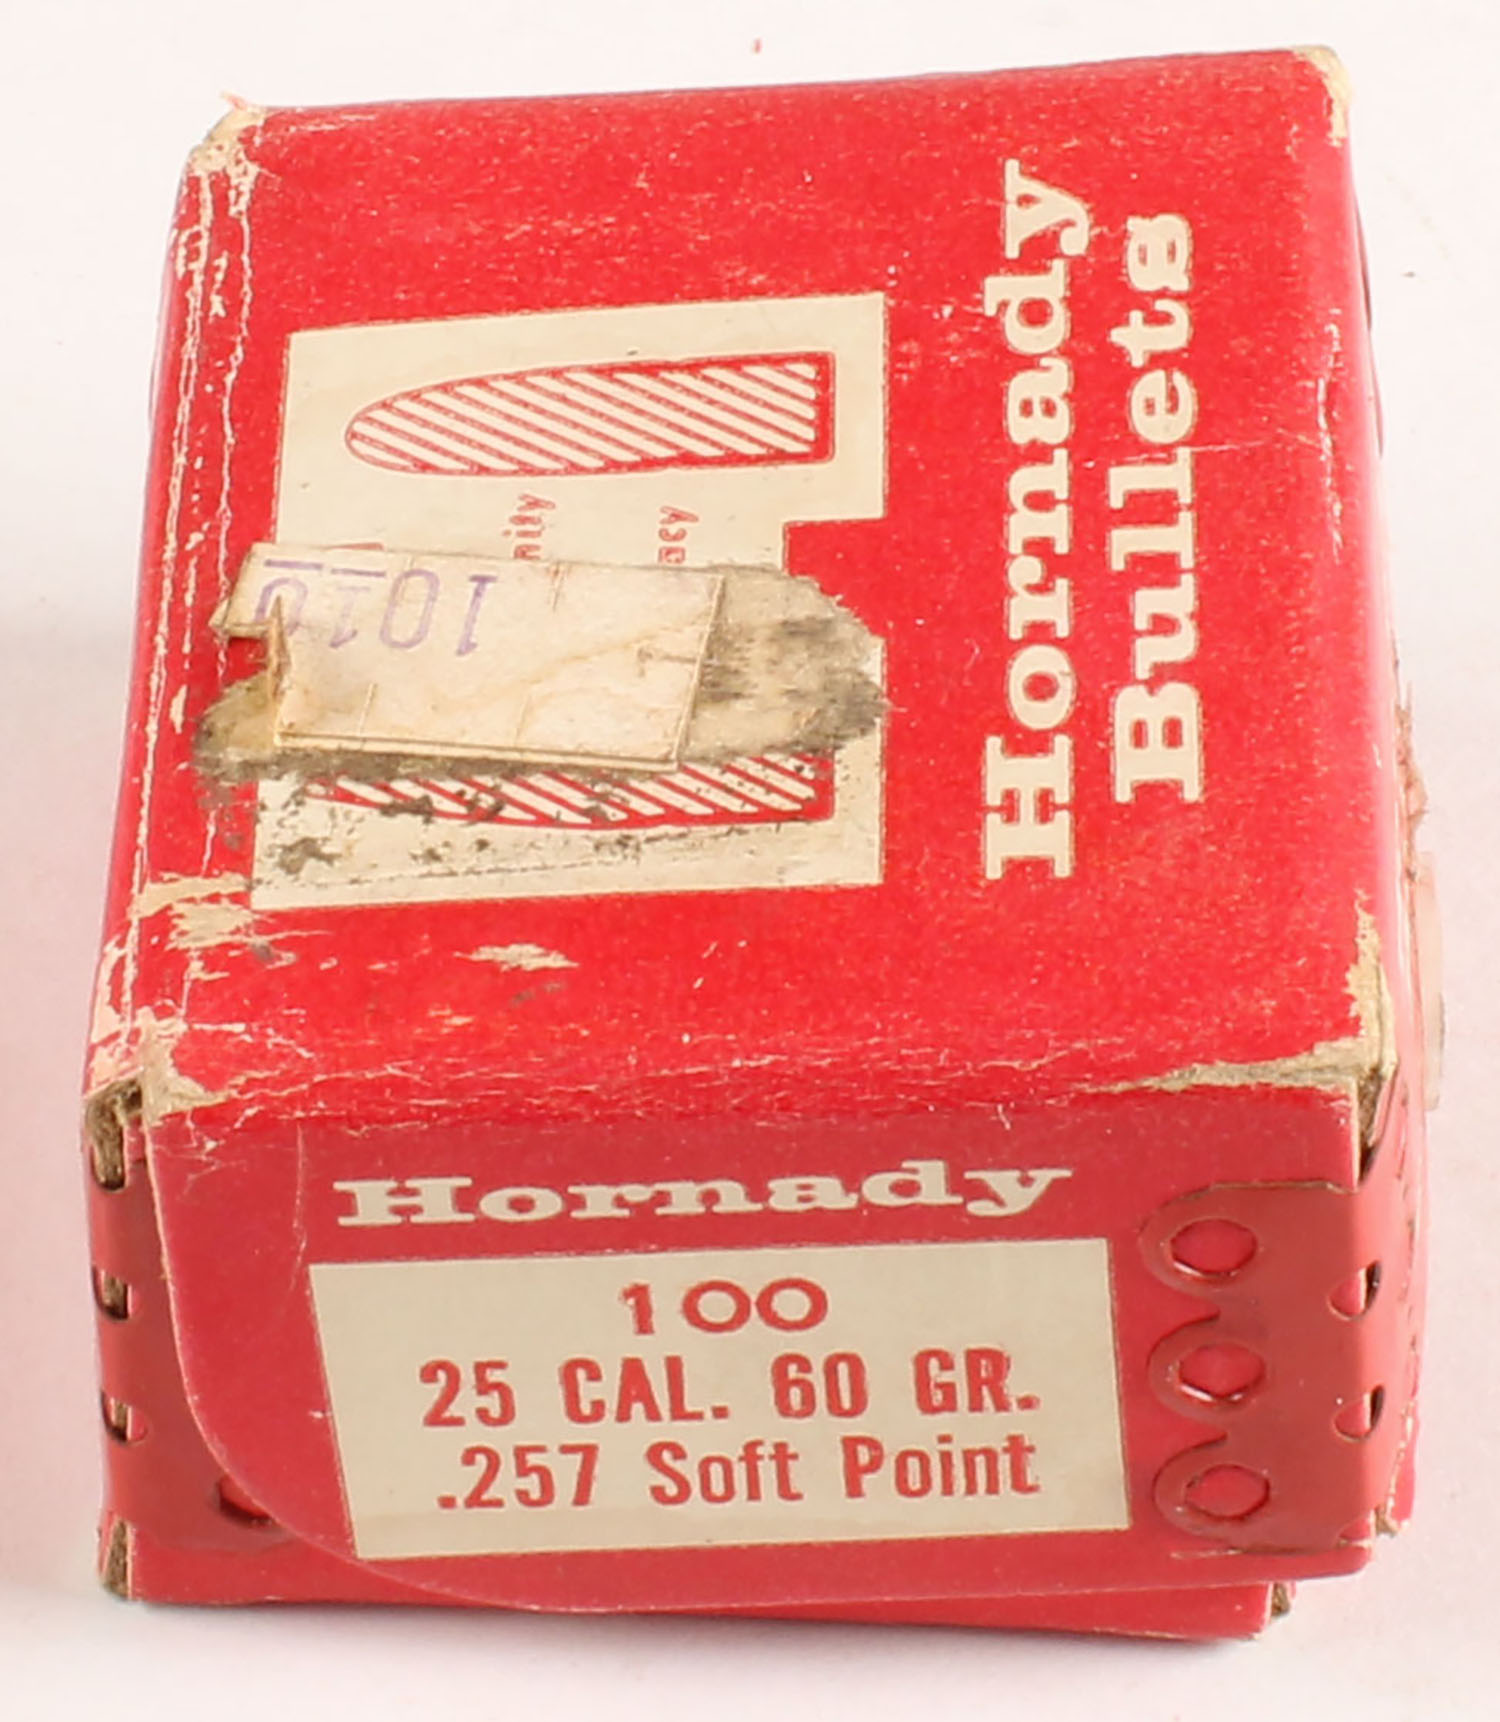 Hornady
Bullets
1010
Hornady
100
25 CAL. 60 GR.
.257 Soft Point